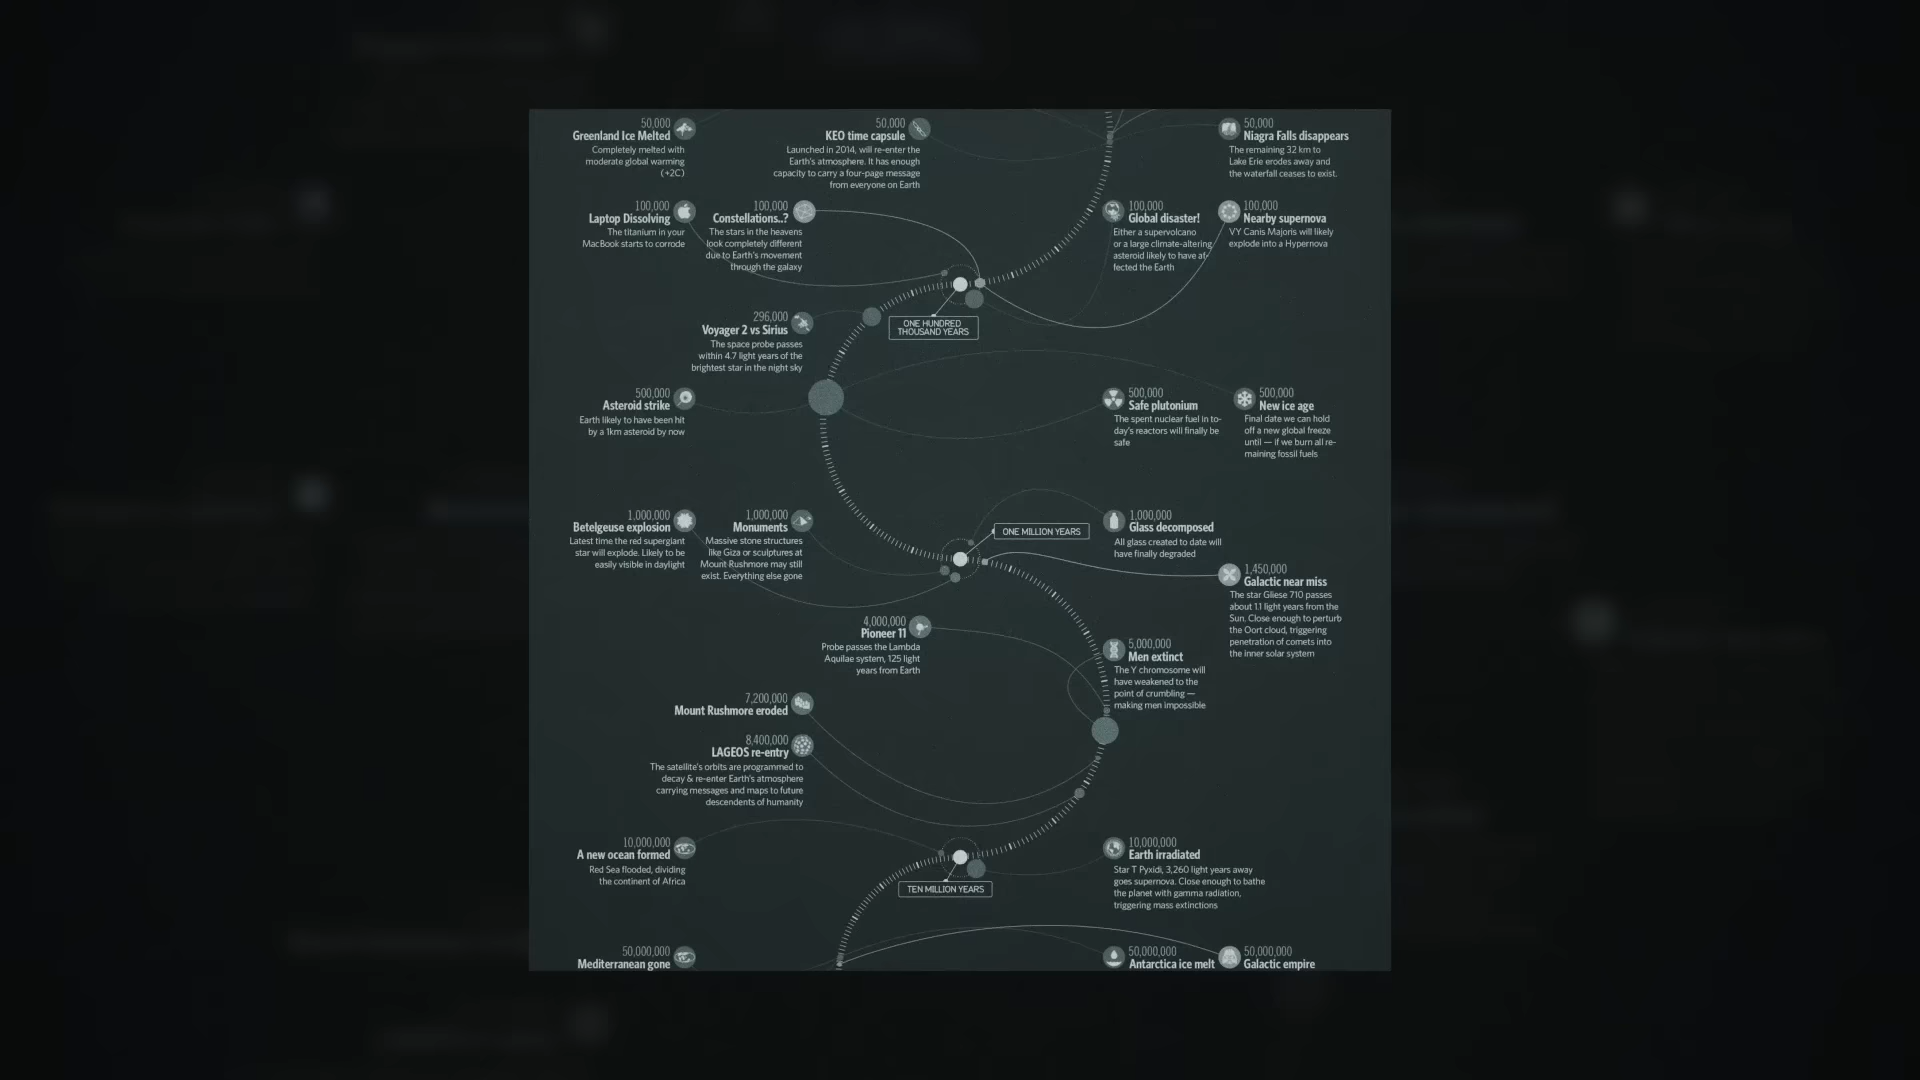 50,000
Greenland Ice Melted
Completely melted with
moderate global warming
(+2C)
50,000
KEO time capsule
Launched in 2014, will re-enter the
Earth's atmosphere. It has enough
capacity to carry a four-page message
from everyone on Earth
50,000
Niagra Falls disappears
The remaining 32 km to
Lake Erie erodes away and
the waterfall ceases to exist.
100,000
Laptop Dissolving
The titanium in your
MacBook starts to corrode
100,000
Constellations..?
The stars in the heavens
look completely different
due to Earth's movement
through the galaxy
100,000
Global disaster!
Either a supervolcano
or a large climate-altering
asteroid likely to have af-
fected the Earth
100,000
Nearby supernova
VY Canis Majoris will likely
explode into a Hypernova
ONE HUNDRED
THOUSAND YEARS
296,000
Voyager 2 vs Sirius
The space probe passes
within 4.7 light years of the
brightest star in the night sky
500,000
Asteroid strike
Earth likely to have been hit
by a 1km asteroid by now
500,000
Safe plutonium
The spent nuclear fuel in to-
day's reactors will finally be
safe
500,000
New ice age
Final date we can hold
off a new global freeze
until — if we burn all re-
maining fossil fuels
1,000,000
Betelgeuse explosion
Latest time the red supergiant
star will explode. Likely to be
easily visible in daylight
1,000,000
Monuments
Massive stone structures
like Giza or sculptures at
Mount Rushmore may still
exist. Everything else gone
ONE MILLION YEARS
1,000,000
Glass decomposed
All glass created to date will
have finally degraded
1,450,000
Galactic near miss
The star Gliese 710 passes
about 1.1 light years from the
Sun. Close enough to perturb
the Oort cloud, triggering
penetration of comets into
the inner solar system
4,000,000
Pioneer 11
Probe passes the Lambda
Aquilae system, 125 light
years from Earth
5,000,000
Men extinct
The Y chromosome will
have weakened to the
point of crumbling —
making men impossible
7,200,000
Mount Rushmore eroded
8,400,000
LAGEOS re-entry
The satellite's orbits are programmed to
decay & re-enter Earth's atmosphere
carrying messages and maps to future
descendents of humanity
10,000,000
A new ocean formed
Red Sea flooded, dividing
the continent of Africa
TEN MILLION YEARS
10,000,000
Earth irradiated
Star T Pyxidi, 3,260 light years away
goes supernova. Close enough to bathe
the planet with gamma radiation,
triggering mass extinctions
50,000,000
Mediterranean gone
50,000,000
Antarctica ice melt
50,000,000
Galactic empire